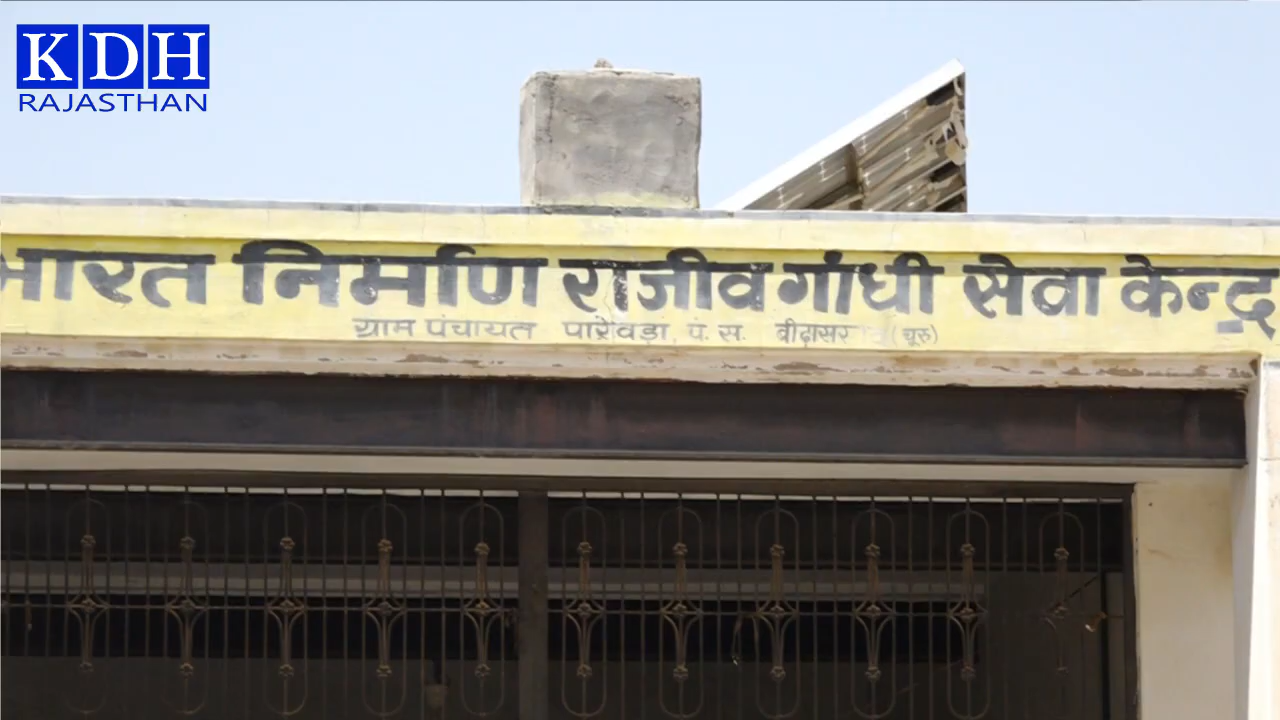 KDH
RAJASTHAN
भारत निर्माण राजीव गांधी सेवा केन्द्र
ग्राम पंचायत पारेवड़ा, पं. स. बीदासर (चूरु)